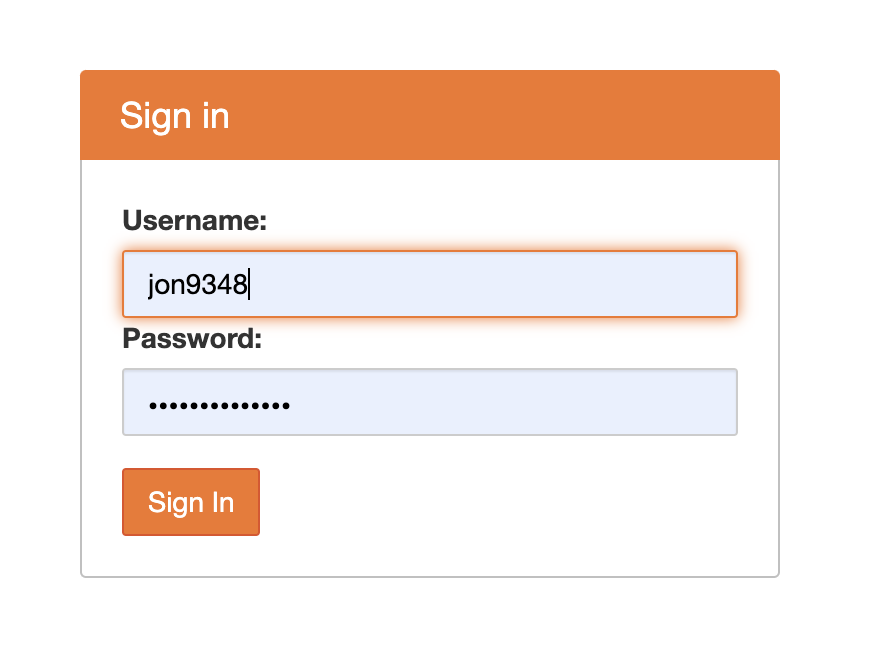 Sign in
Username:
jon9348
Password:
••••••••••••••
Sign In